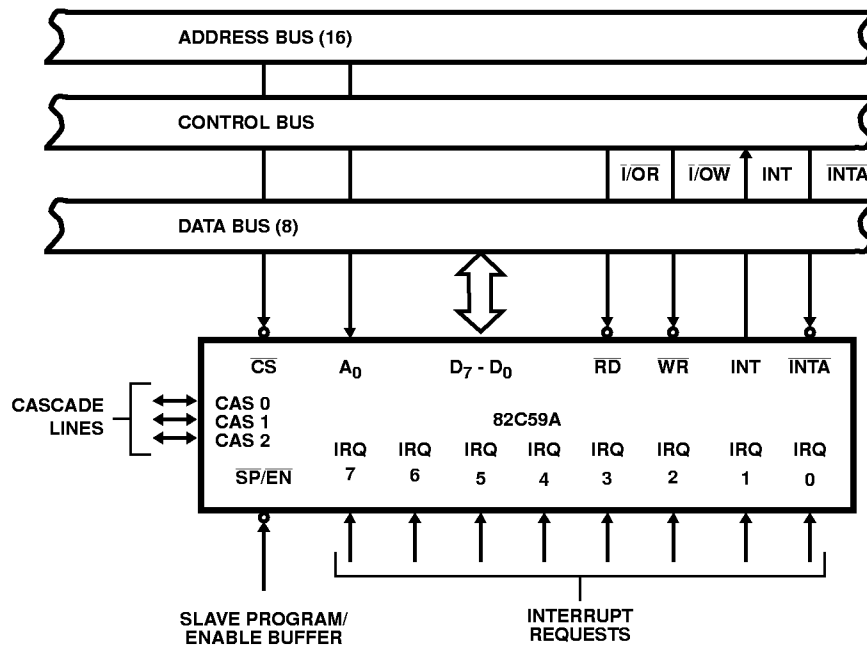 ADDRESS BUS (16)
CONTROL BUS
I/OR I/OW INT INTA
DATA BUS (8)
CS A0 D7 - D0 RD WR INT INTA
CASCADE
LINES
CAS 0
CAS 1
CAS 2
82C59A
IRQ IRQ IRQ IRQ IRQ IRQ IRQ IRQ
SP/EN 7 6 5 4 3 2 1 0
SLAVE PROGRAM/
ENABLE BUFFER
INTERRUPT
REQUESTS